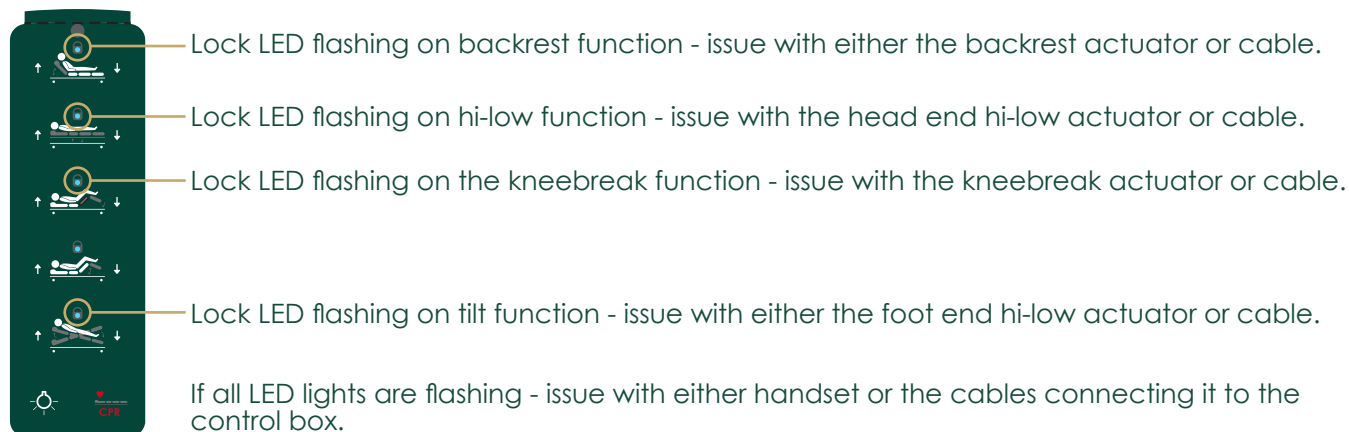 Lock LED flashing on backrest function - issue with either the backrest actuator or cable.
Lock LED flashing on hi-low function - issue with the head end hi-low actuator or cable.
Lock LED flashing on the kneebreak function - issue with the kneebreak actuator or cable.
Lock LED flashing on tilt function - issue with either the foot end hi-low actuator or cable.
If all LED lights are flashing - issue with either handset or the cables connecting it to the
control box.
CPR